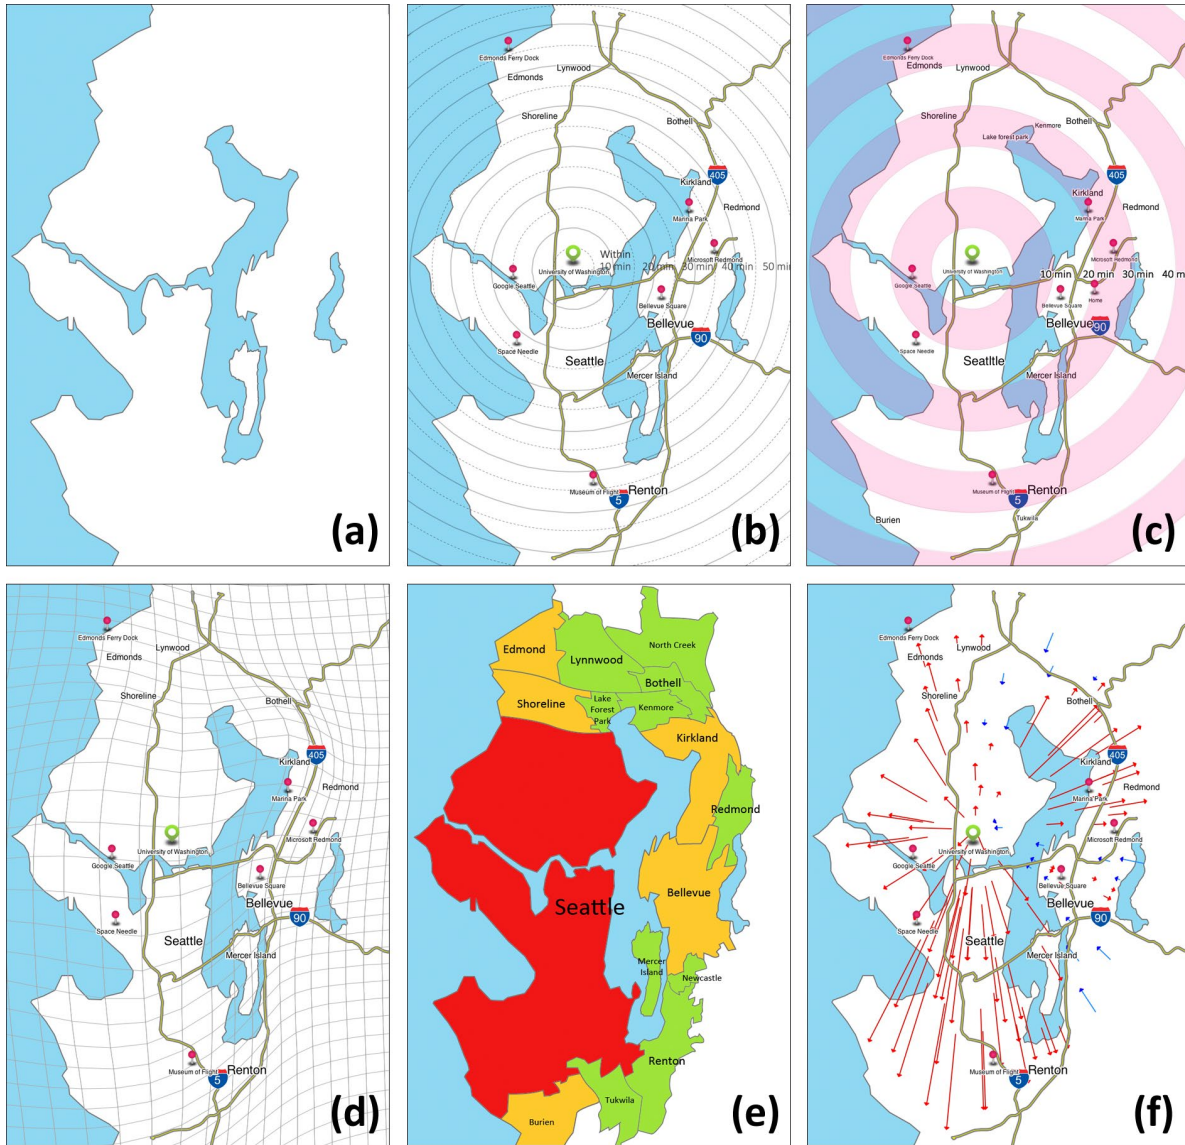 (a)
Edmonds Ferry Dock
Edmonds
Lynwood
Shoreline
Bothell
405
Kirkland
Marina Park
Redmond
Within
10 min 20 min 30 min 40 min 50 min
Microsoft Redmond
University of Washington
Google Seattle
Bellevue Square
Bellevue
90
Space Needle
Seattle
Mercer Island
Museum of Flight
Renton
5
(b)
Edmonds Ferry Dock
Edmonds
Lynwood
Shoreline
Bothell
Kenmore
Lake forest park
405
Kirkland
Marina Park
Redmond
Microsoft Redmond
University of Washington
10 min 20 min 30 min 40 m
Google Seattle
Home
Bellevue Square
Bellevue
90
Space Needle
Seatltle
Mercer Island
Museum of Flight
Renton
5
Burien
Tukwila
(c)
Edmonds Ferry Dock
Edmonds
Lynwood
Shoreline
Bothell
405
Kirkland
Marina Park
Redmond
Microsoft Redmond
University of Washington
Google Seattle
Bellevue Square
Bellevue
90
Space Needle
Seattle
Mercer Island
Museum of Flight
Renton
5
(d)
Edmond
Lynnwood
North Creek
Bothell
Shoreline
Lake
Forest
Park
Kenmore
Kirkland
Redmond
Bellevue
Seattle
Mercer
Island
Newcastle
Renton
Tukwila
Burien
(e)
Edmonds Ferry Dock
Edmonds
Lynwood
Shoreline
Bothell
405
Kirkland
Marina Park
Redmond
Microsoft Redmond
University of Washington
Google Seattle
Bellevue Square
Bellevue
90
Space Needle
Seattle
Mercer Island
Museum of Flight
Renton
5
(f)